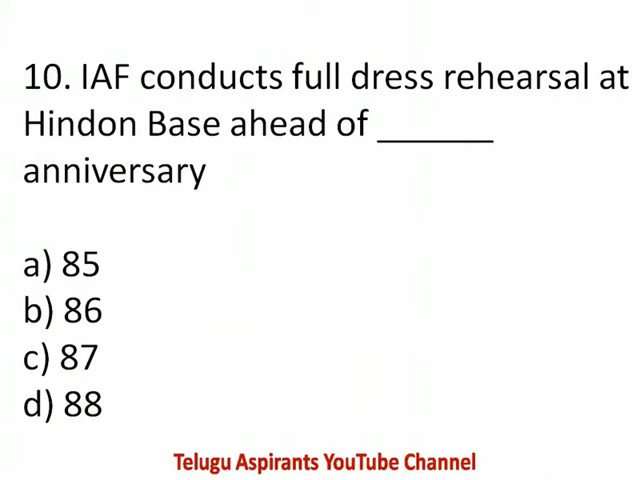 10. IAF conducts full dress rehearsal at
Hindon Base ahead of ______
anniversary
a) 85
b) 86
c) 87
d) 88
Telugu Aspirants YouTube Channel